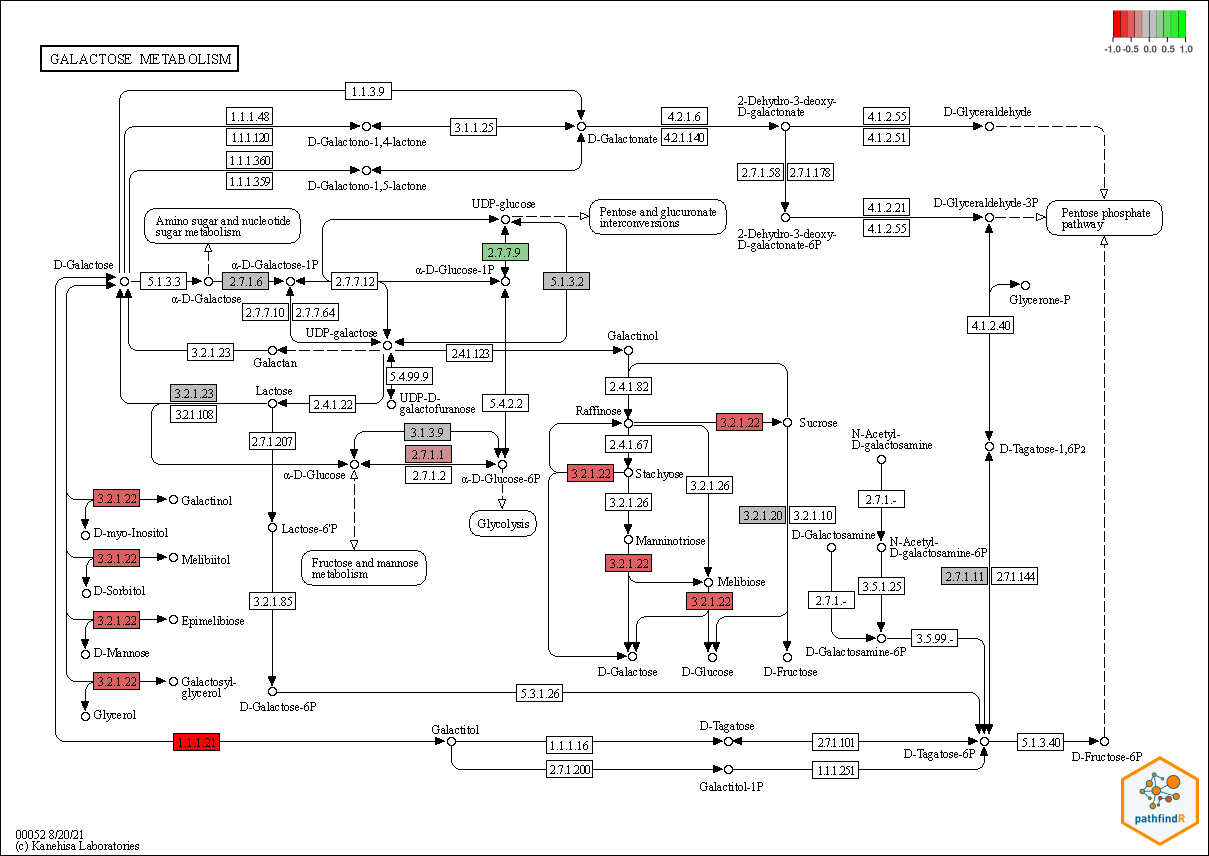 -1.0 -0.5 0.0 0.5 1.0
GALACTOSE METABOLISM
1.1.3.9
1.1.1.48
1.1.1.120
D-Galactono-1,4-lactone
3.1.1.25
D-Galactonate
4.2.1.6
4.2.1.140
2-Dehydro-3-deoxy-
D-galactonate
4.1.2.55
4.1.2.51
D-Glyceraldehyde
1.1.1.360
1.1.1.359
D-Galactono-1,5-lactone
2.7.1.58
2.7.1.178
Amino sugar and nucleotide
sugar metabolism
UDP-glucose
Pentose and glucuronate
interconversions
2-Dehydro-3-deoxy-
D-galactonate-6P
4.1.2.21
4.1.2.55
D-Glyceraldehyde-3P
Pentose phosphate
pathway
2.7.7.9
D-Galactose
5.1.3.3
α-D-Galactose
2.7.1.6
α-D-Galactose-1P
2.7.7.12
α-D-Glucose-1P
5.1.3.2
Glycerone-P
2.7.7.10
2.7.7.64
UDP-galactose
4.1.2.40
3.2.1.23
Galactan
2.4.1.123
Galactinol
5.4.99.9
UDP-D-
galactofuranose
5.4.2.2
2.4.1.82
3.2.1.23
3.2.1.108
Lactose
2.4.1.22
Raffinose
3.2.1.22
Sucrose
2.7.1.207
3.1.3.9
2.7.1.1
2.7.1.2
α-D-Glucose
α-D-Glucose-6P
2.4.1.67
N-Acetyl-
D-galactosamine
D-Tagatose-1,6P2
3.2.1.22
Stachyose
3.2.1.26
3.2.1.26
2.7.1.-
3.2.1.22
Galactinol
D-myo-Inositol
Lactose-6'P
Glycolysis
3.2.1.20
3.2.1.10
Manninotriose
D-Galactosamine
N-Acetyl-
D-galactosamine-6P
3.2.1.22
Melibiitol
D-Sorbitol
Fructose and mannose
metabolism
3.2.1.22
Melibiose
3.5.1.25
2.7.1.11
2.7.1.144
3.2.1.85
3.2.1.22
2.7.1.-
3.2.1.22
Epimelibiose
D-Mannose
D-Galactosamine-6P
3.5.99.-
D-Galactose
D-Glucose
D-Fructose
3.2.1.22
Galactosyl-
glycerol
Glycerol
D-Galactose-6P
5.3.1.26
1.1.1.21
Galactitol
1.1.1.16
D-Tagatose
2.7.1.101
D-Tagatose-6P
5.1.3.40
D-Fructose-6P
2.7.1.200
Galactitol-1P
1.1.1.251
pathfindR
00052 8/20/21
(c) Kanehisa Laboratories